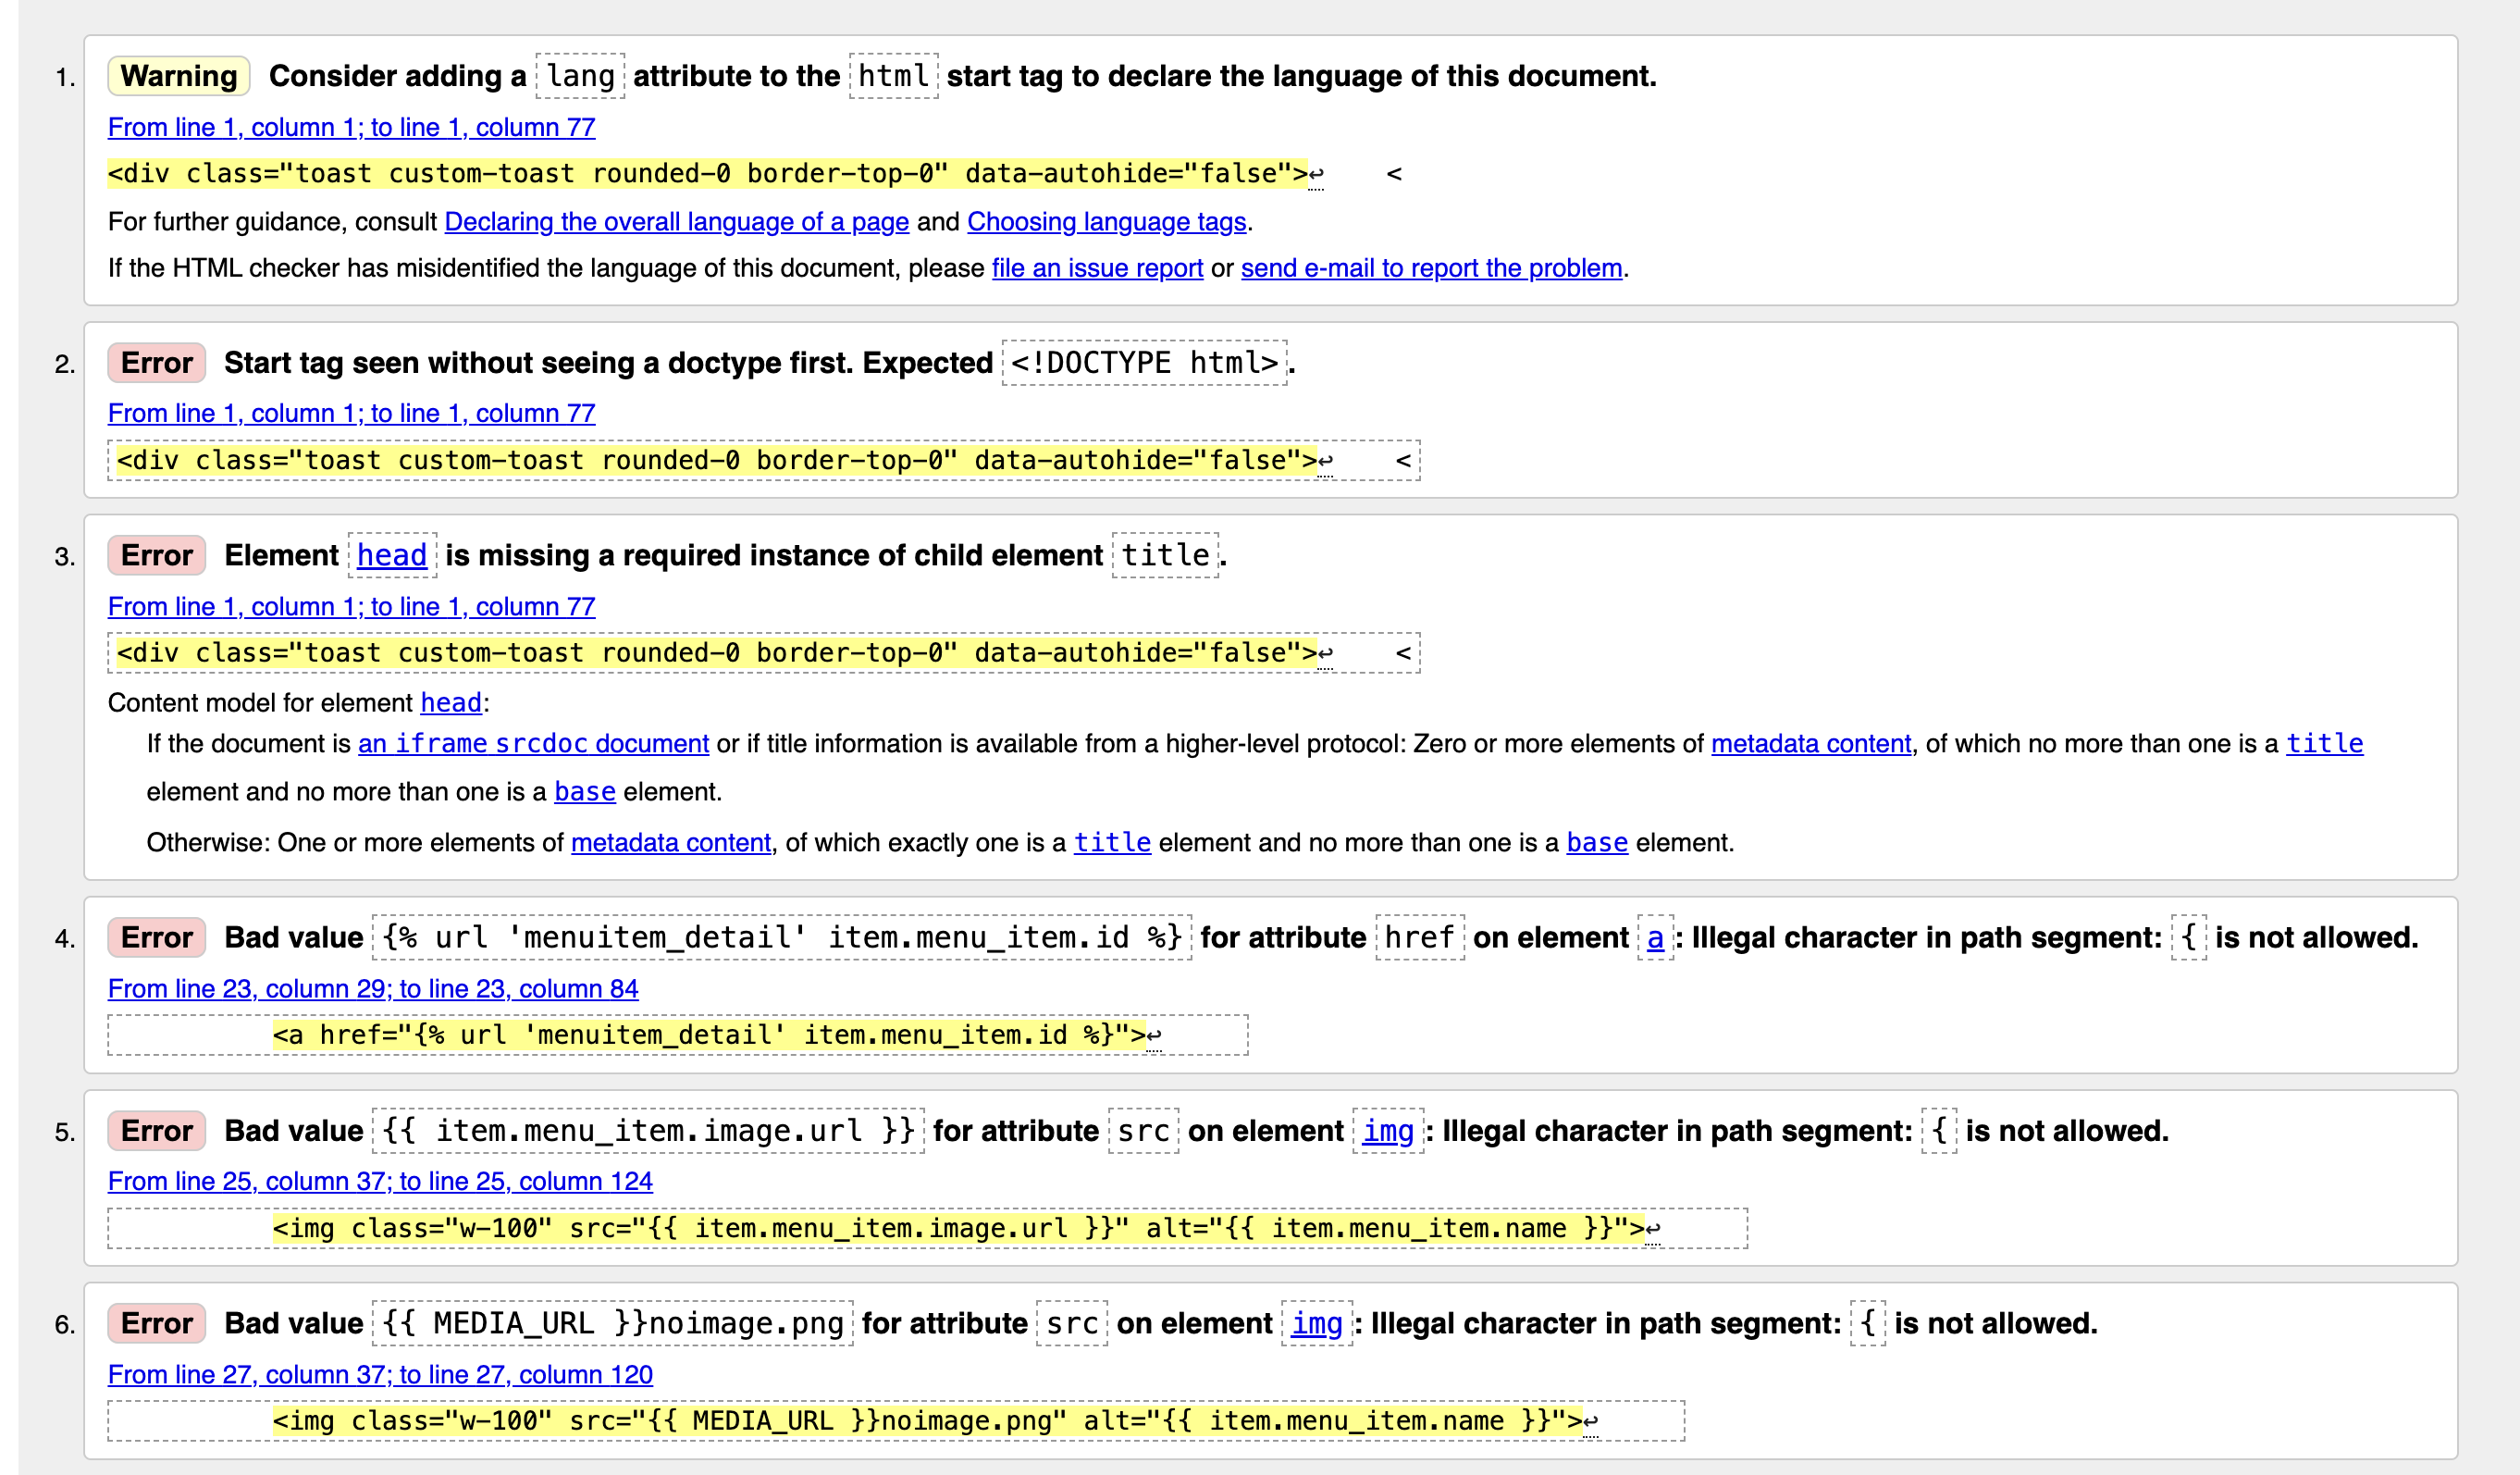 1. Warning Consider adding a lang attribute to the html start tag to declare the language of this document.
From line 1, column 1; to line 1, column 77
<div class="toast custom-toast rounded-0 border-top-0" data-autohide="false">↩    <
For further guidance, consult Declaring the overall language of a page and Choosing language tags.
If the HTML checker has misidentified the language of this document, please file an issue report or send e-mail to report the problem.
2. Error Start tag seen without seeing a doctype first. Expected <!DOCTYPE html>.
From line 1, column 1; to line 1, column 77
<div class="toast custom-toast rounded-0 border-top-0" data-autohide="false">↩    <
3. Error Element head is missing a required instance of child element title.
From line 1, column 1; to line 1, column 77
<div class="toast custom-toast rounded-0 border-top-0" data-autohide="false">↩    <
Content model for element head:
If the document is an iframe srcdoc document or if title information is available from a higher-level protocol: Zero or more elements of metadata content, of which no more than one is a title
element and no more than one is a base element.
Otherwise: One or more elements of metadata content, of which exactly one is a title element and no more than one is a base element.
4. Error Bad value {% url 'menuitem_detail' item.menu_item.id %} for attribute href on element a: Illegal character in path segment: { is not allowed.
From line 23, column 29; to line 23, column 84
<a href="{% url 'menuitem_detail' item.menu_item.id %}">↩
5. Error Bad value {{ item.menu_item.image.url }} for attribute src on element img: Illegal character in path segment: { is not allowed.
From line 25, column 37; to line 25, column 124
<img class="w-100" src="{{ item.menu_item.image.url }}" alt="{{ item.menu_item.name }}">↩
6. Error Bad value {{ MEDIA_URL }}noimage.png for attribute src on element img: Illegal character in path segment: { is not allowed.
From line 27, column 37; to line 27, column 120
<img class="w-100" src="{{ MEDIA_URL }}noimage.png" alt="{{ item.menu_item.name }}">↩